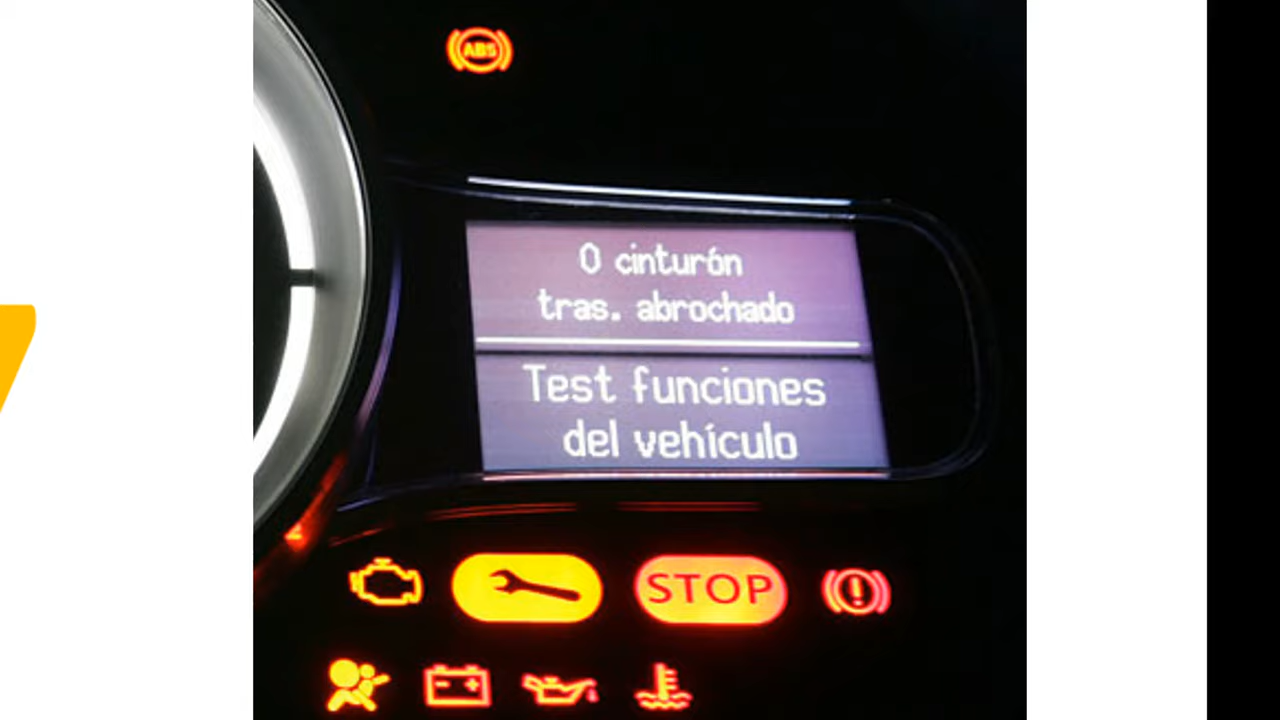 ABS
0 cinturón
tras. abrochado
Test funciones
del vehículo
STOP